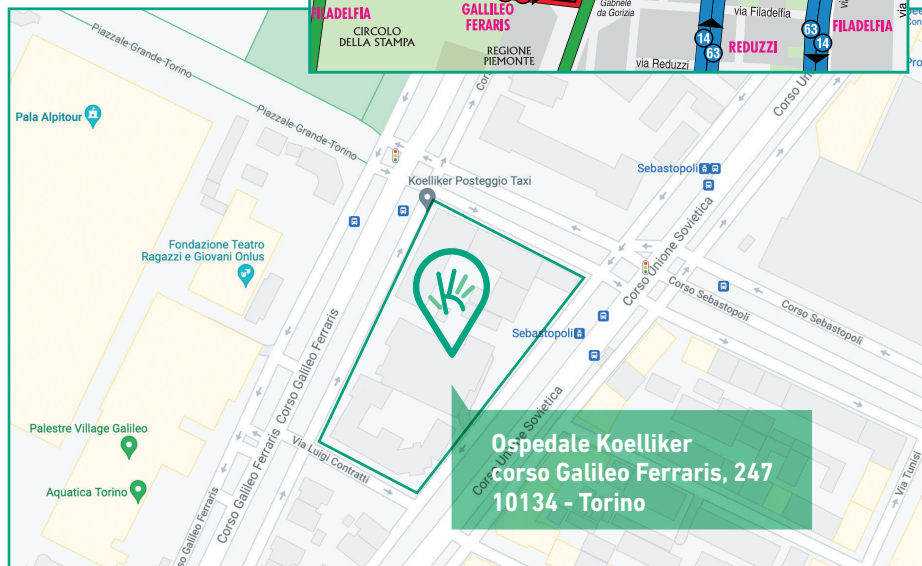 FILADELFIA
CIRCOLO
DELLA STAMPA
GALLILEO
FERARIS
REGIONE
PIEMONTE
Gabriele
da Gorizia
via Filadelfia
via Reduzzi
14
63
REDUZZI
63
14
FILADELFIA
via
Piazzale Grande Torino
Pala Alpitour
Piazzale Grande Torino
Koelliker Posteggio Taxi
Sebastopoli
Corso Un
Corso Unione Sovietica
Fondazione Teatro
Ragazzi e Giovani Onlus
Corso Galileo Ferraris
Sebastopoli
Corso Sebastopoli
Corso Sebastopoli
K
Palestre Village Galileo
Aquatica Torino
Corso Galileo Ferraris
Via Luigi Contratti
Corso Unione Sovietica
Via Tunisi
so Galileo Ferraris
Ospedale Koelliker
corso Galileo Ferraris, 247
10134 - Torino